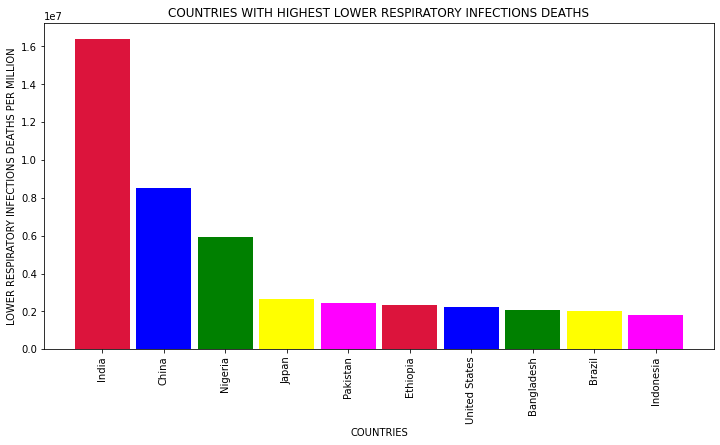 COUNTRIES WITH HIGHEST LOWER RESPIRATORY INFECTIONS DEATHS
1e7
LOWER RESPIRATORY INFECTIONS DEATHS PER MILLION
1.6
1.4
1.2
1.0
0.8
0.6
0.4
0.2
0.0
India
China
Nigeria
Japan
Pakistan
Ethiopia
United States
Bangladesh
Brazil
Indonesia
COUNTRIES